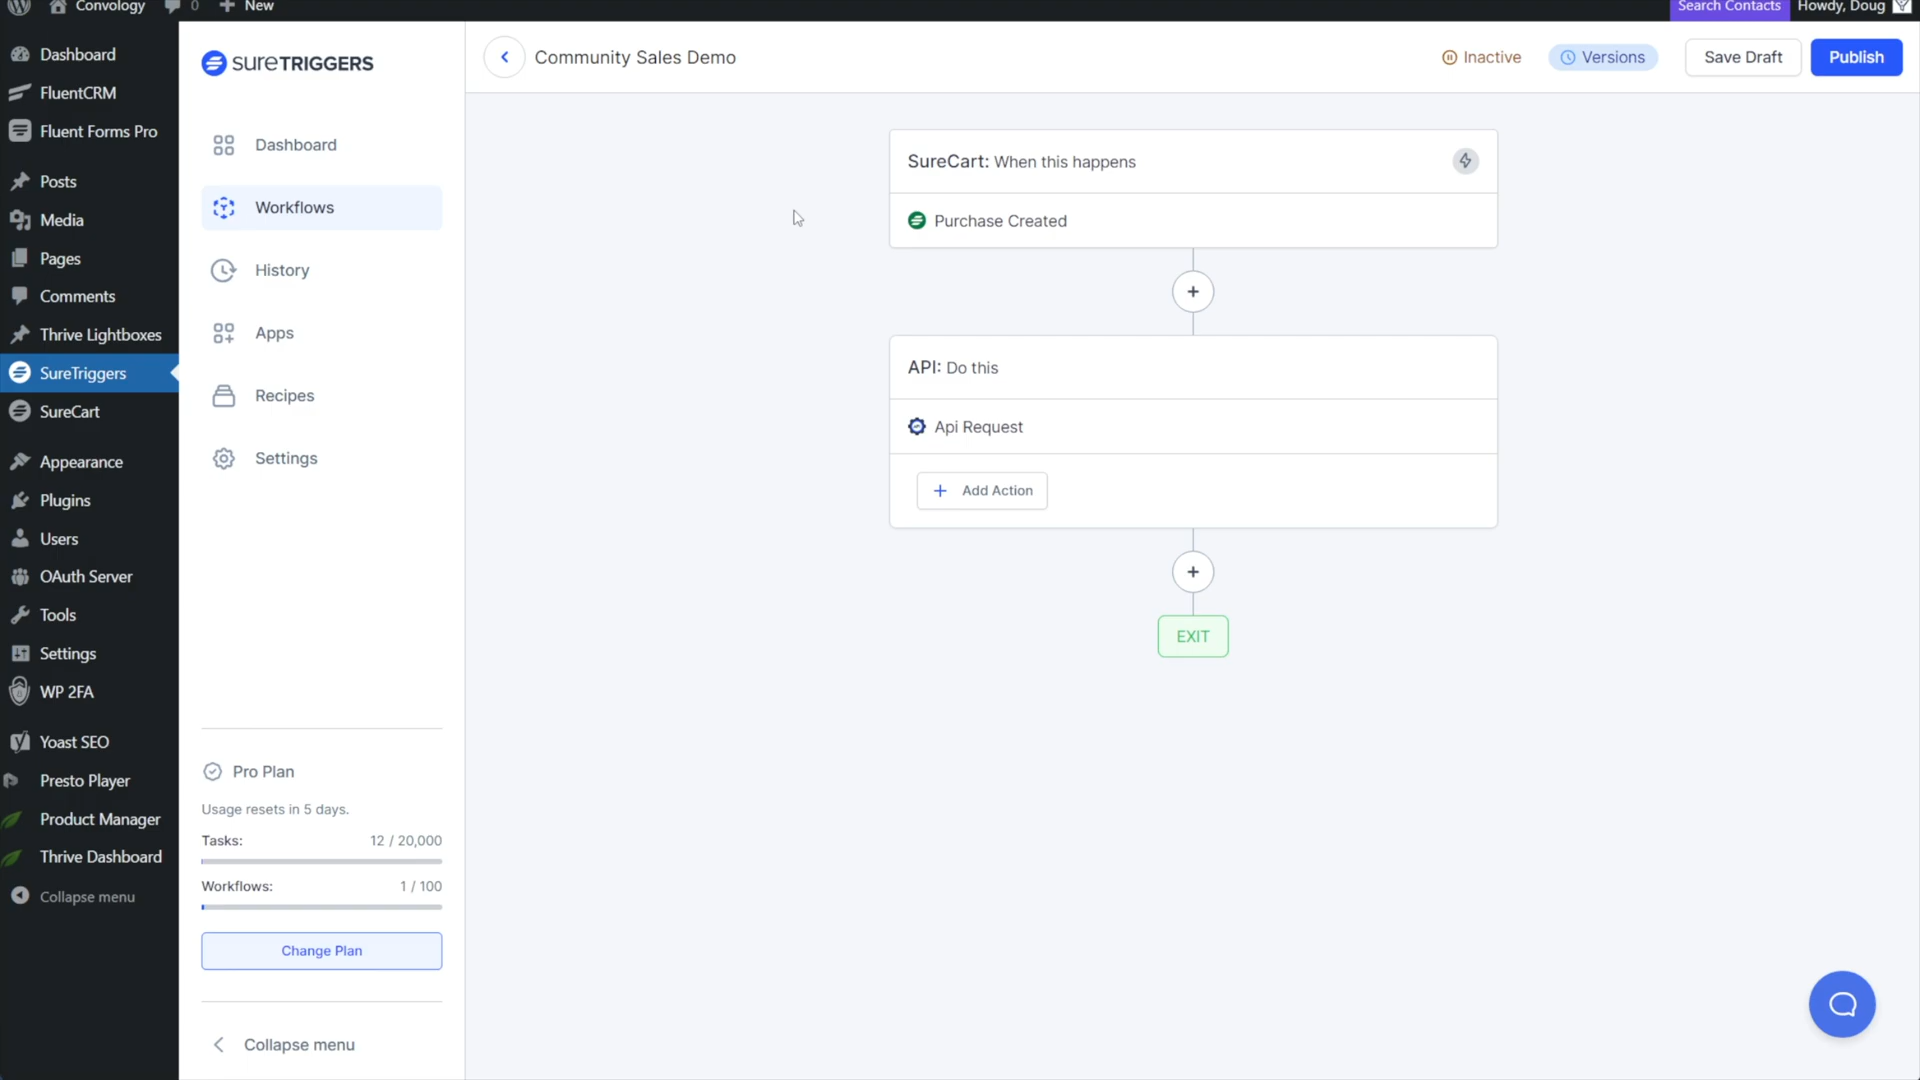 Convology
0
New
Search Contacts
Howdy, Doug
Dashboard
FluentCRM
Fluent Forms Pro
Posts
Media
Pages
Comments
Thrive Lightboxes
SureTriggers
SureCart
Appearance
Plugins
Users
OAuth Server
Tools
Settings
WP 2FA
Yoast SEO
Presto Player
Product Manager
Thrive Dashboard
Collapse menu
SURETRIGGERS
Dashboard
Workflows
History
Apps
Recipes
Settings
Pro Plan
Usage resets in 5 days.
Tasks: 12 / 20,000
Workflows: 1 / 100
Change Plan
Collapse menu
Community Sales Demo
Inactive
Versions
Save Draft
Publish
SureCart: When this happens
Purchase Created
API: Do this
Api Request
Add Action
EXIT